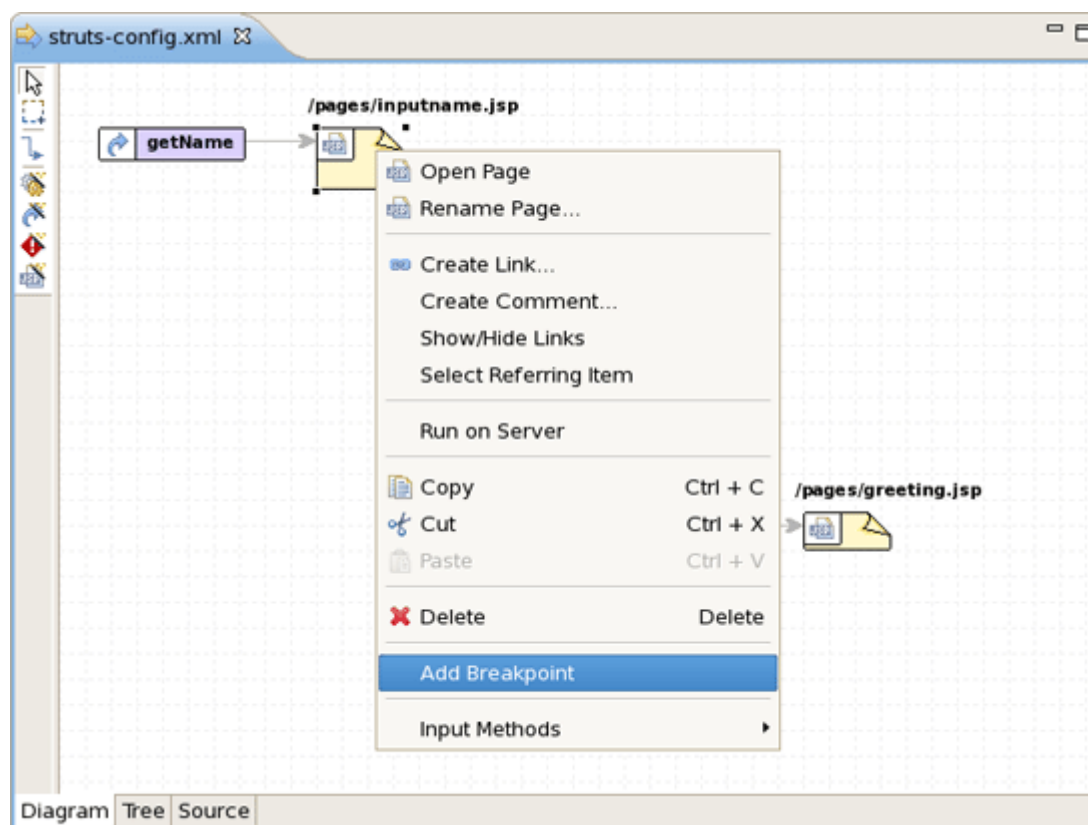 struts-config.xml
/pages/inputname.jsp
getName
Open Page
Rename Page...
Create Link...
Create Comment...
Show/Hide Links
Select Referring Item
Run on Server
Copy Ctrl + C
/pages/greeting.jsp
Cut Ctrl + X
Paste Ctrl + V
Delete Delete
Add Breakpoint
Input Methods
Diagram Tree Source